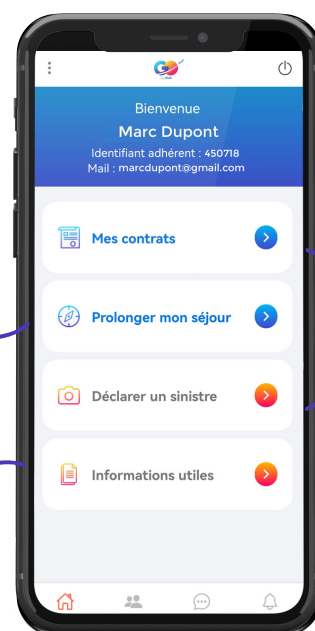 GO
Bienvenue
Marc Dupont
Identifiant adhérent : 450718
Mail : marcdupont@gmail.com
Mes contrats
Prolonger mon séjour
Déclarer un sinistre
Informations utiles